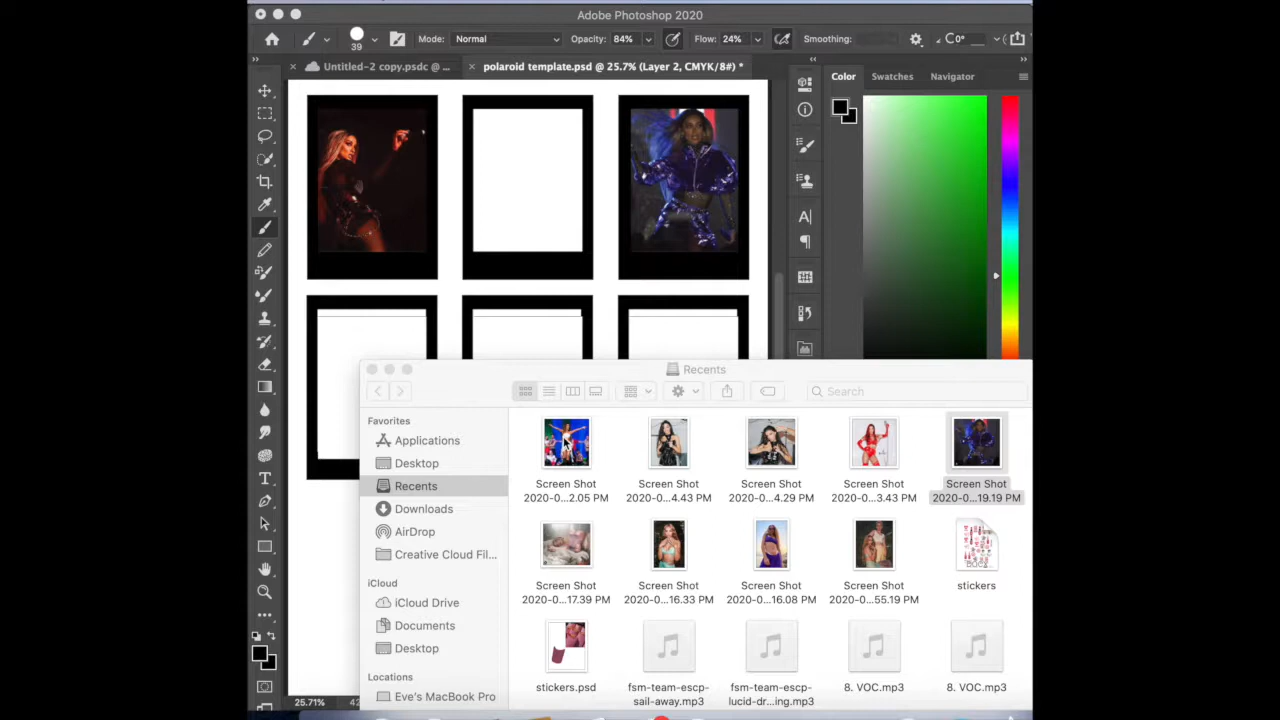 Adobe Photoshop 2020
39
Mode: Normal
Opacity: 84%
Flow: 24%
Smoothing:
0°
Untitled-2 copy.psdc @ ...
polaroid template.psd @ 25.7% (Layer 2, CMYK/8#) *
Color
Swatches
Navigator
Recents
Search
Favorites
Applications
Desktop
Recents
Downloads
AirDrop
Creative Cloud Fil...
iCloud
iCloud Drive
Documents
Desktop
Locations
Eve's MacBook Pro
Screen Shot
2020-0...2.05 PM
Screen Shot
2020-0...4.43 PM
Screen Shot
2020-0...4.29 PM
Screen Shot
2020-0...3.43 PM
Screen Shot
2020-0...19.19 PM
Screen Shot
2020-0...17.39 PM
Screen Shot
2020-0...16.33 PM
Screen Shot
2020-0...16.08 PM
Screen Shot
2020-0...55.19 PM
stickers
stickers.psd
fsm-team-escp-
sail-away.mp3
fsm-team-escp-
lucid-dr...ing.mp3
8. VOC.mp3
8. VOC.mp3
25.71%